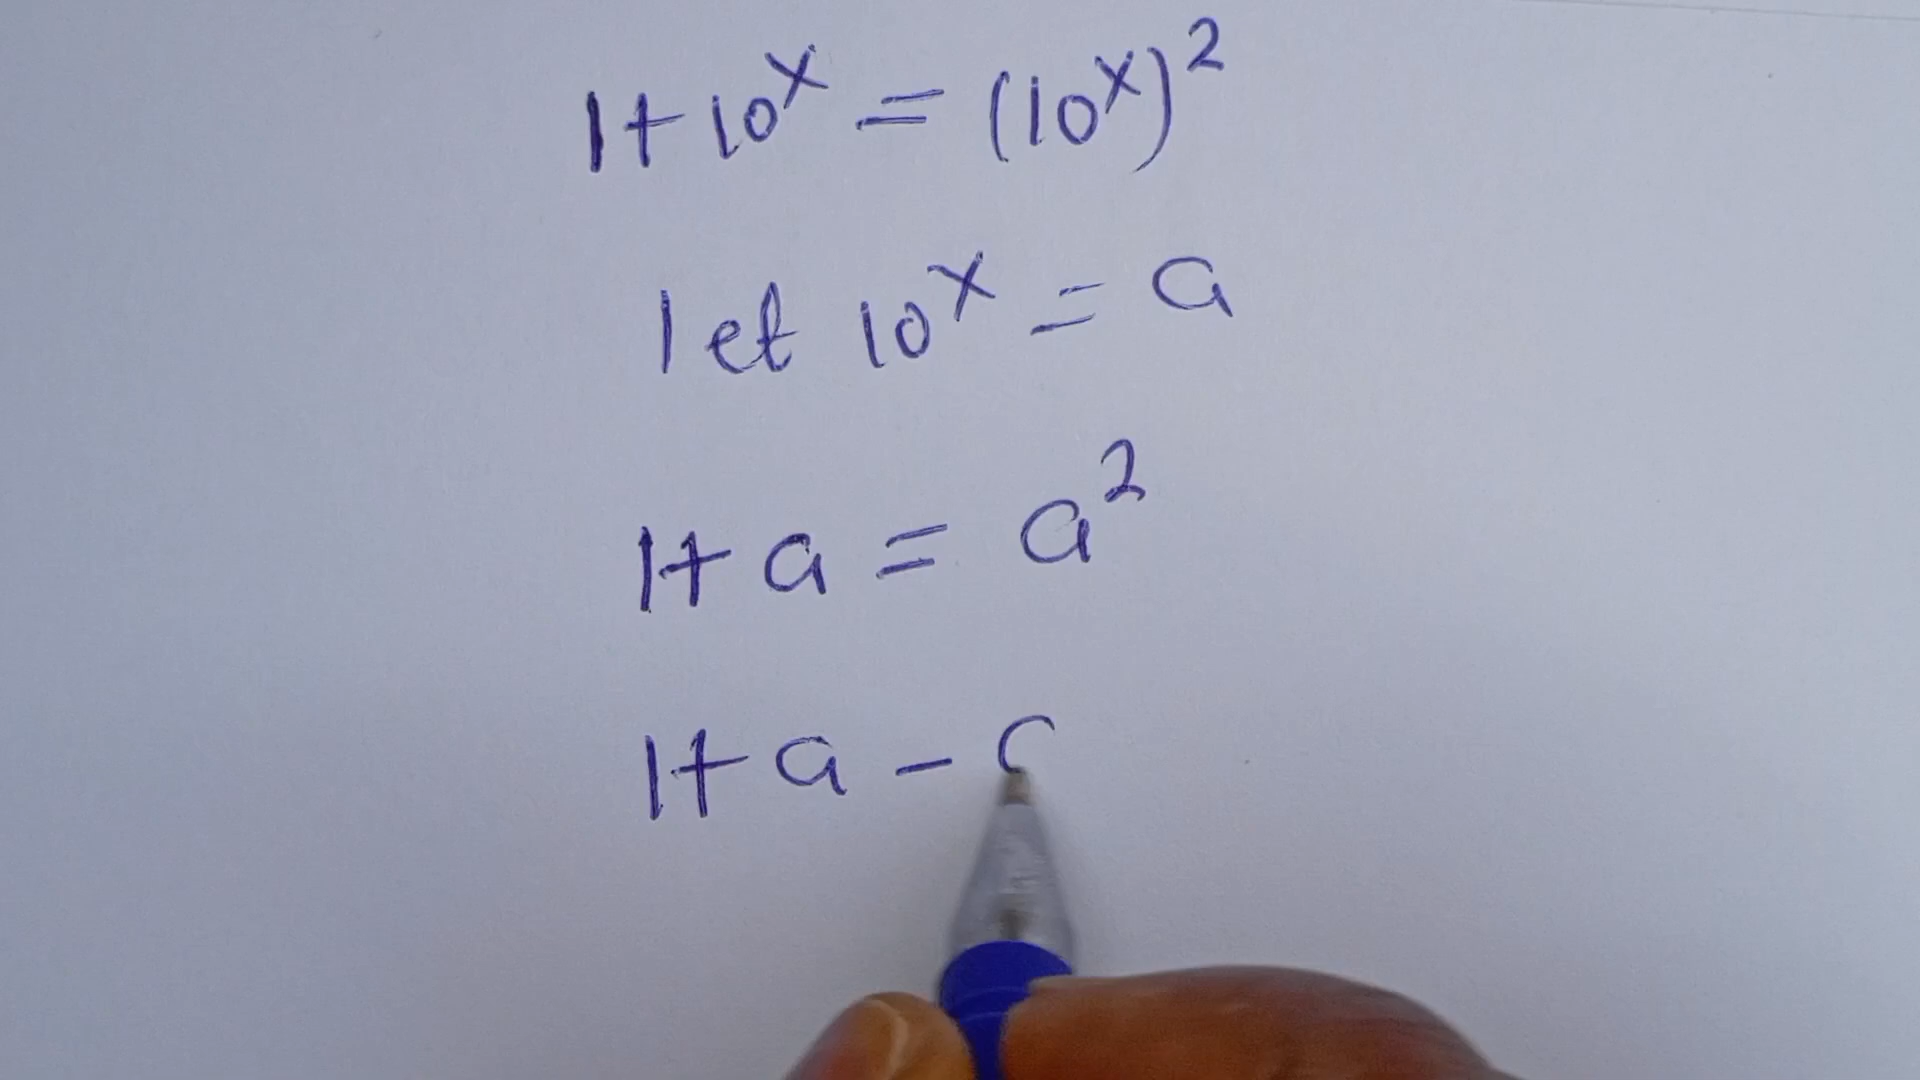 1+10^x = (10^x)^2
let 10^x = a
1+a = a^2
1+a-